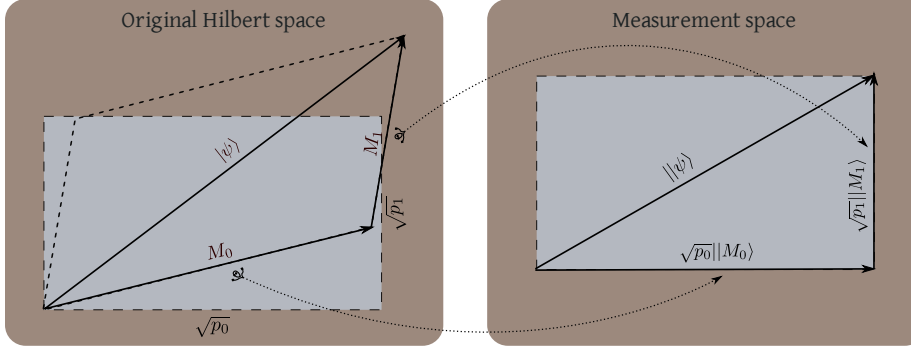 Original Hilbert space
Measurement space
|ψ⟩
M₁
√p₁
M₀
√p₀
||ψ⟩
√p₁||M₁⟩
√p₀||M₀⟩